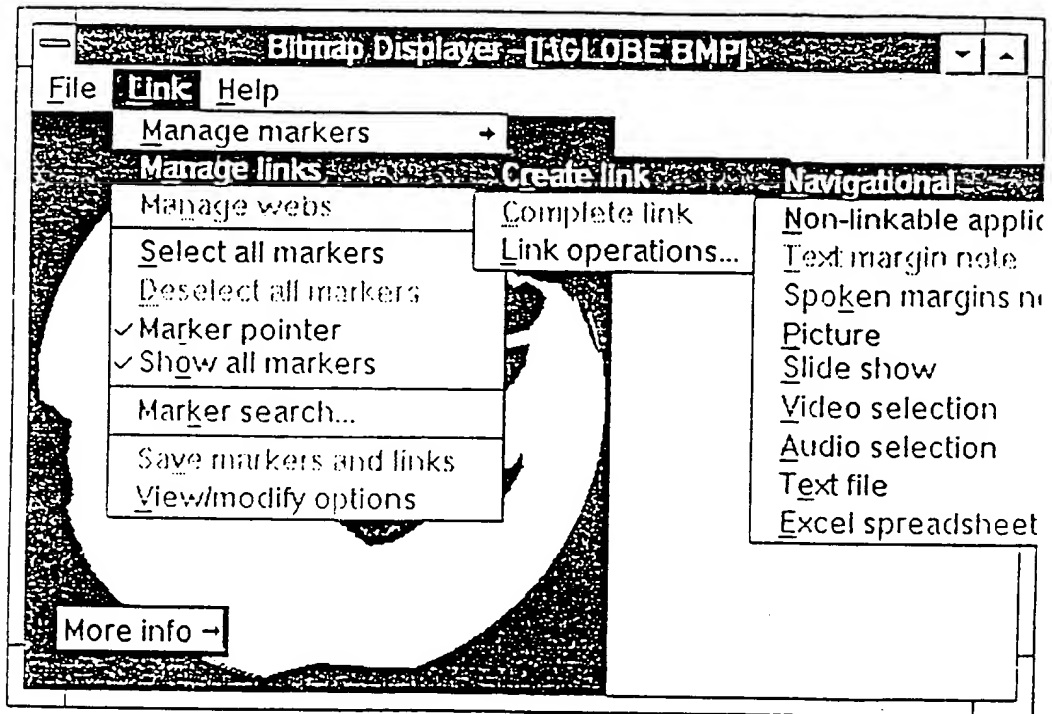 Bitmap Displayer -[I:\GLOBE BMP]
File Link Help
Manage markers
Manage links
Manage webs
Select all markers
Deselect all markers
✓ Marker pointer
✓ Show all markers
Marker search...
Save markers and links
View/modify options
Create link
Complete link
Link operations...
Navigational
Non-linkable applic
Text margin note
Spoken margins n
Picture
Slide show
Video selection
Audio selection
Text file
Excel spreadsheet
More info →